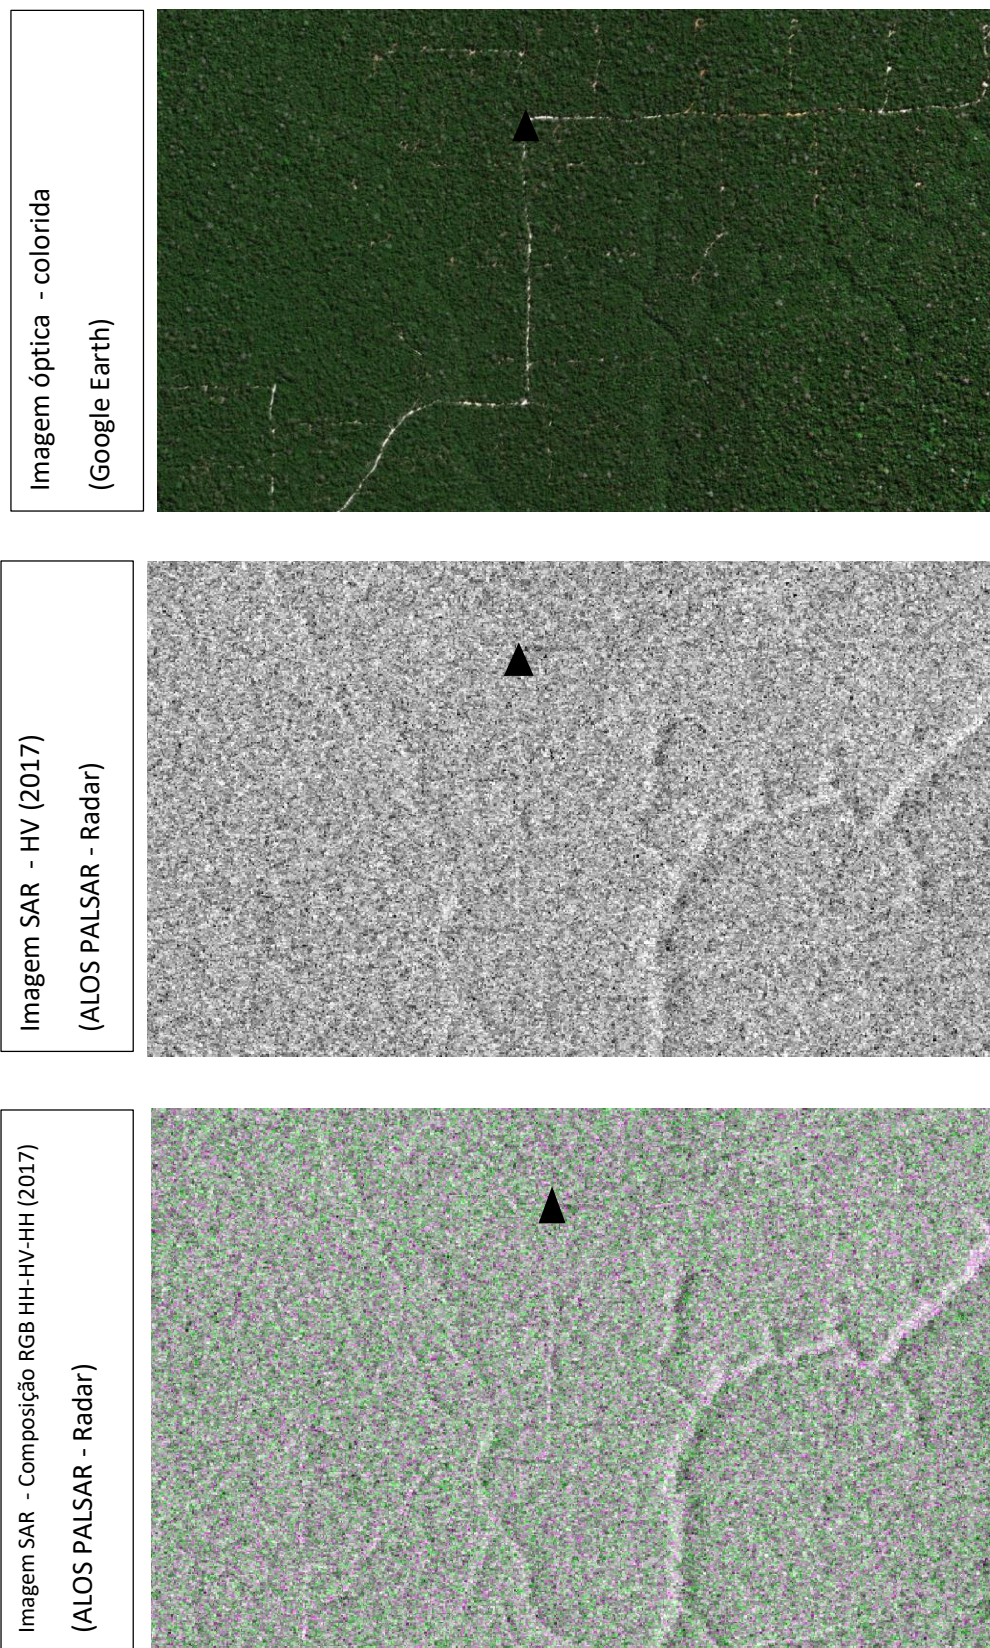 Imagem óptica - colorida
(Google Earth)
Imagem SAR - HV (2017)
(ALOS PALSAR - Radar)
Imagem SAR - Composição RGB HH-HV-HH (2017)
(ALOS PALSAR - Radar)